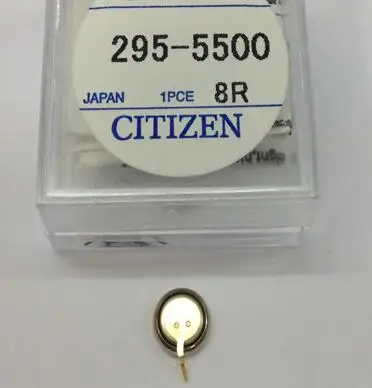 295-5500
JAPAN 1PCE 8R
CITIZEN